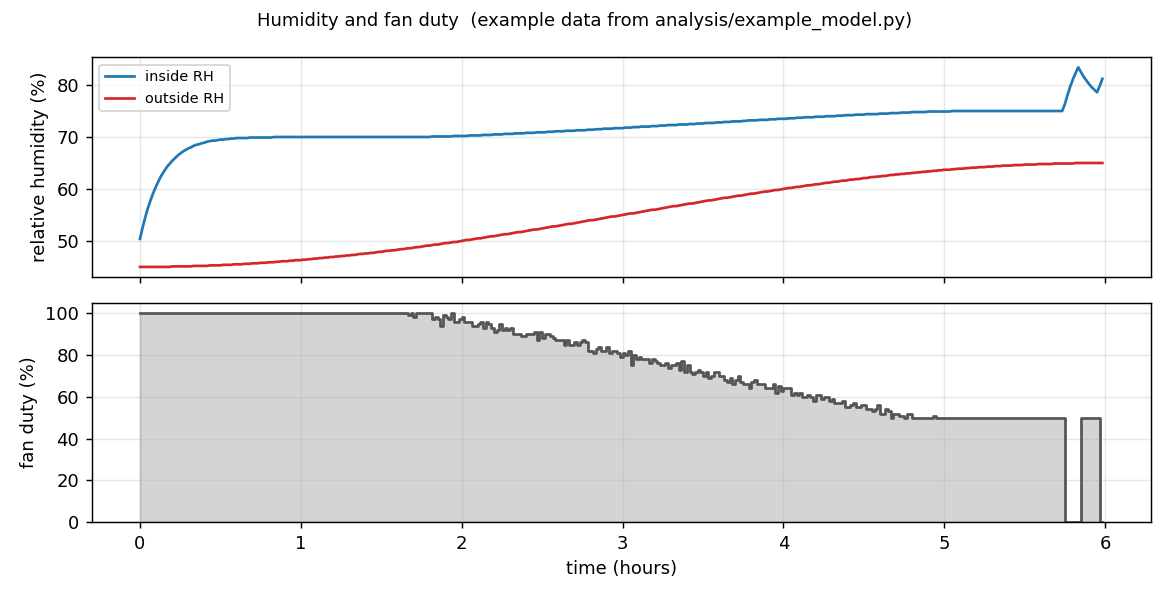 Humidity and fan duty  (example data from analysis/example_model.py)
relative humidity (%)
80
70
60
50
inside RH
outside RH
fan duty (%)
100
80
60
40
20
0
0 1 2 3 4 5 6
time (hours)